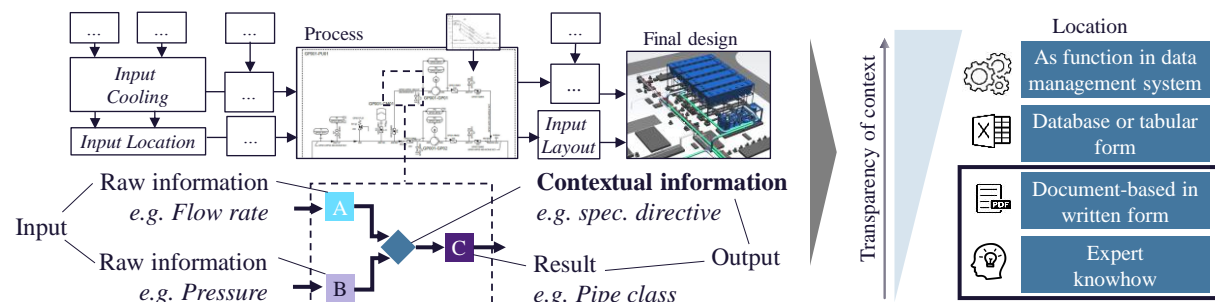 ...
...
...
Process
Final design
Location
Input
Cooling
...
...
Input Location
...
Input
Layout
Raw information
e.g. Flow rate
Input
Raw information
e.g. Pressure
A
B
C
Contextual information
e.g. spec. directive
Result
e.g. Pipe class
Output
Transparency of context
As function in data
management system
Database or tabular
form
Document-based in
written form
PDF
Expert
knowhow
...
X